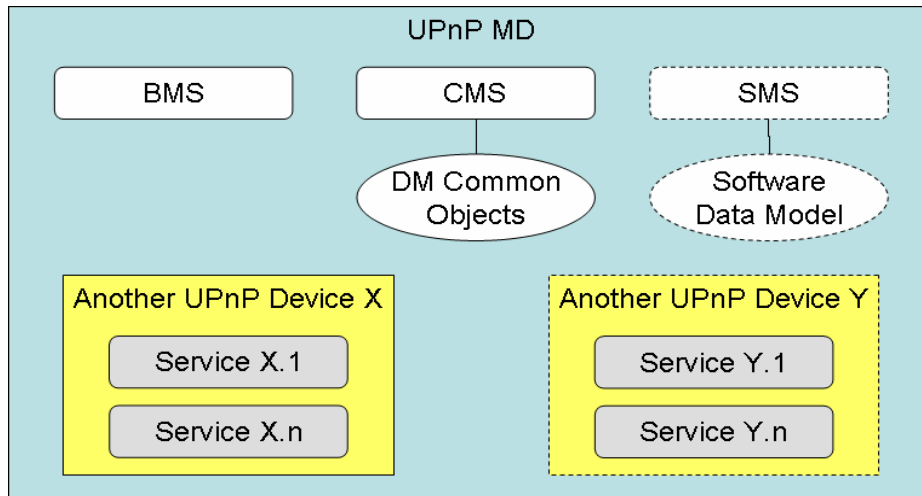 UPnP MD
BMS
CMS
SMS
DM Common
Objects
Software
Data Model
Another UPnP Device X
Service X.1
Service X.n
Another UPnP Device Y
Service Y.1
Service Y.n